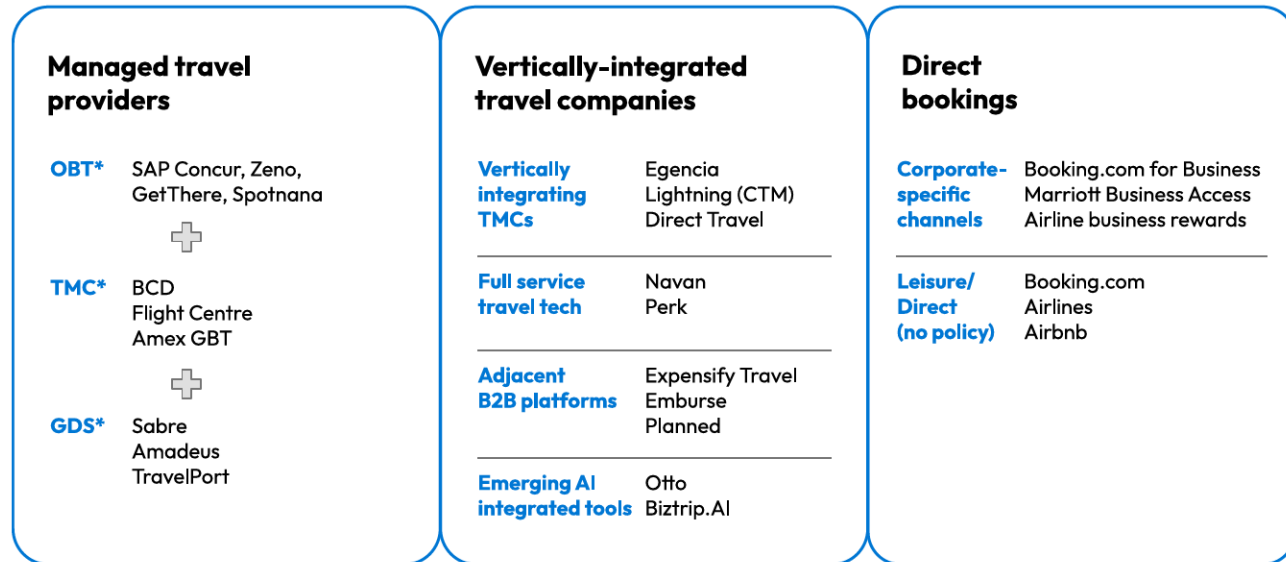 Managed travel
providers
OBT* SAP Concur, Zeno,
GetThere, Spotnana
TMC* BCD
Flight Centre
Amex GBT
GDS* Sabre
Amadeus
TravelPort
Vertically-integrated
travel companies
Vertically Egencia
integrating Lightning (CTM)
TMCs Direct Travel
Full service Navan
travel tech Perk
Adjacent Expensify Travel
B2B platforms Emburse
Planned
Emerging AI Otto
integrated tools Biztrip.AI
Direct
bookings
Corporate- Booking.com for Business
specific Marriott Business Access
channels Airline business rewards
Leisure/ Booking.com
Direct Airlines
(no policy) Airbnb